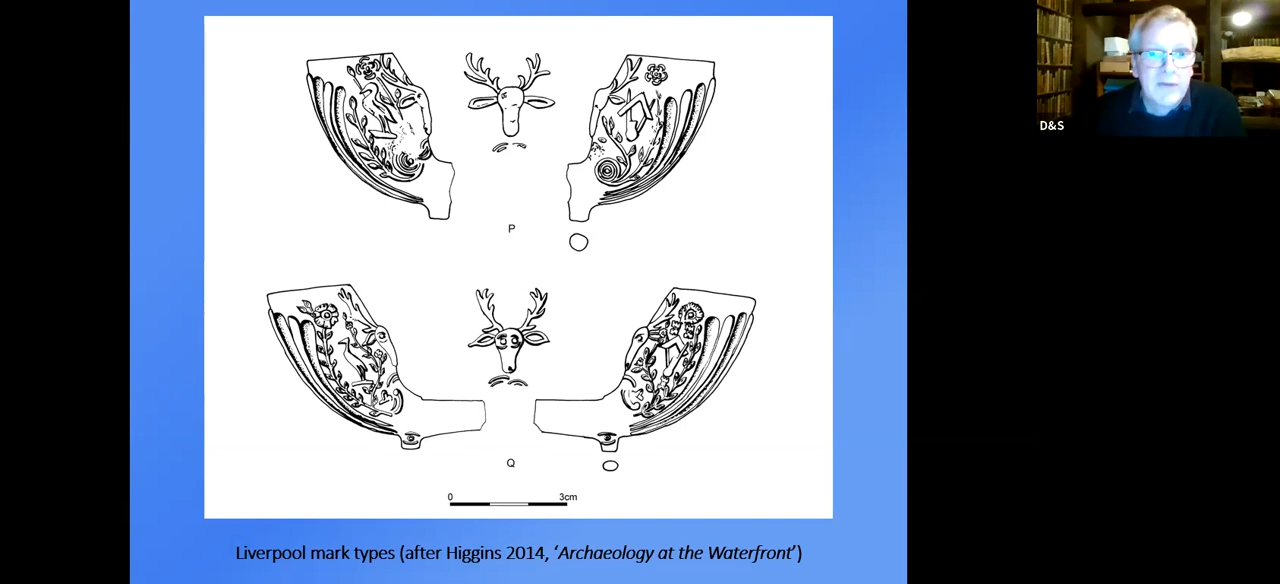 D&S
P
Q
0 3cm
Liverpool mark types (after Higgins 2014, ‘Archaeology at the Waterfront’)